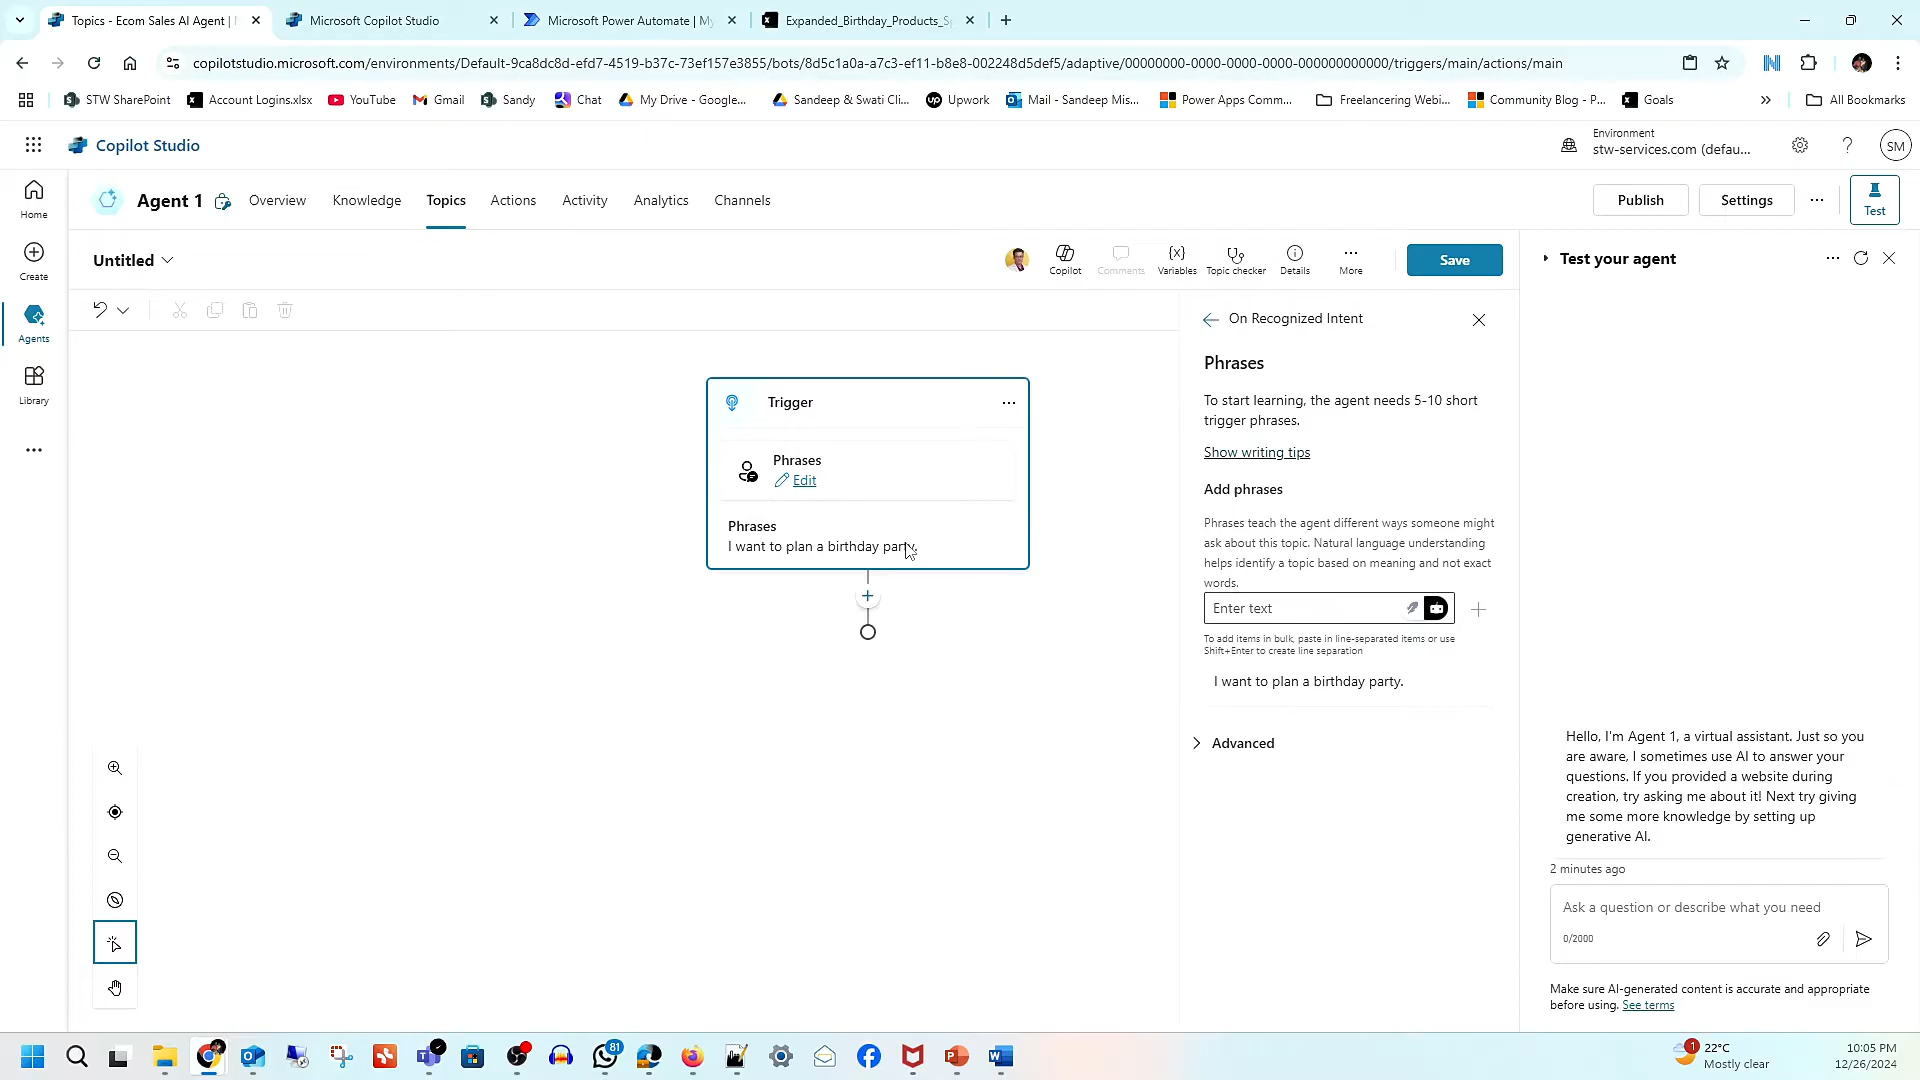 Topics - Ecom Sales AI Agent |
Microsoft Copilot Studio
Microsoft Power Automate | My
Expanded_Birthday_Products_S
copilotstudio.microsoft.com/environments/Default-9ca8dc8d-efd7-4519-b37c-73ef157e3855/bots/8d5c1a0a-a7c3-ef11-b8e8-002248d5def5/adaptive/00000000-0000-0000-0000-000000000000/triggers/main/actions/main
STW SharePoint
Account Logins.xlsx
YouTube
Gmail
Sandy
Chat
My Drive - Google...
Sandeep & Swati Cli...
Upwork
Mail - Sandeep Mis...
Power Apps Comm...
Freelancering Webi...
Community Blog - P...
Goals
All Bookmarks
Copilot Studio
Environment
stw-services.com (defau...
SM
Home
Create
Agents
Library
Agent 1
Overview
Knowledge
Topics
Actions
Activity
Analytics
Channels
Publish
Settings
Test
Untitled
Copilot
Comments
Variables
Topic checker
Details
More
Save
Trigger
Phrases
Edit
Phrases
I want to plan a birthday party.
On Recognized Intent
Phrases
To start learning, the agent needs 5-10 short
trigger phrases.
Show writing tips
Add phrases
Phrases teach the agent different ways someone might
ask about this topic. Natural language understanding
helps identify a topic based on meaning and not exact
words.
Enter text
To add items in bulk, paste in line-separated items or use
Shift+Enter to create line separation
I want to plan a birthday party.
Advanced
Test your agent
Hello, I'm Agent 1, a virtual assistant. Just so you
are aware, I sometimes use AI to answer your
questions. If you provided a website during
creation, try asking me about it! Next try giving
me some more knowledge by setting up
generative AI.
2 minutes ago
Ask a question or describe what you need
0/2000
Make sure AI-generated content is accurate and appropriate
before using. See terms
81
1
22°C
Mostly clear
10:05 PM
12/26/2024